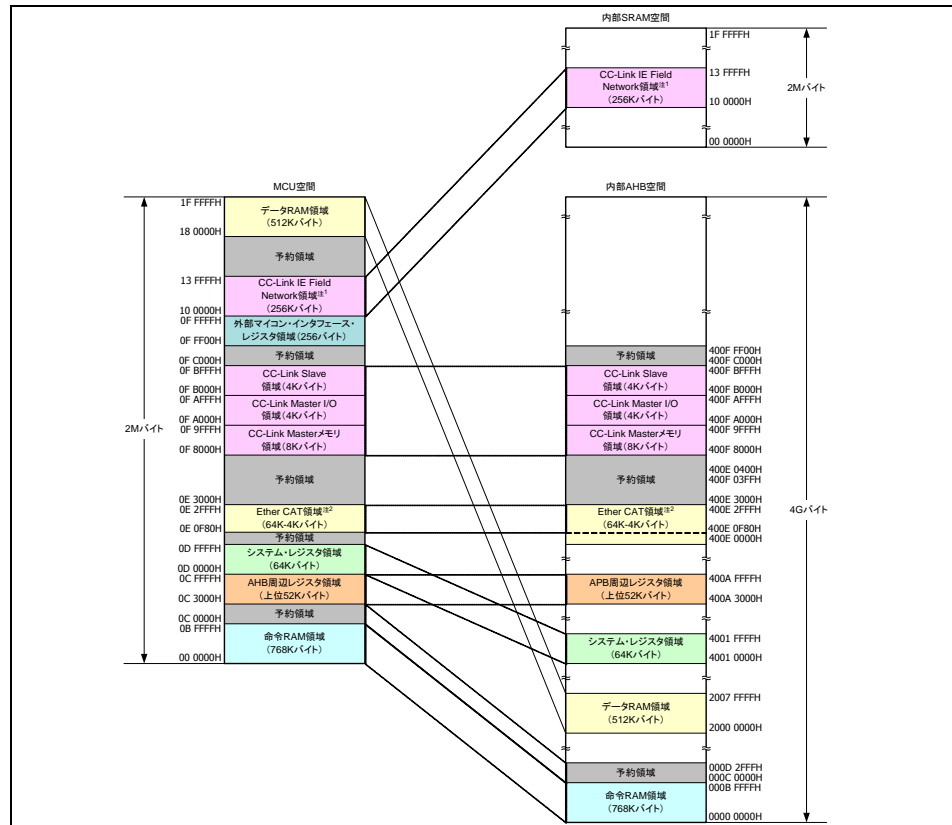 内部SRAM空間
1F FFFFH
CC-Link IE Field
Network領域注1
(256Kバイト)
13 FFFFH
10 0000H
00 0000H
2Mバイト
MCU空間
1F FFFFH
データRAM領域
(512Kバイト)
18 0000H
予約領域
13 FFFFH
CC-Link IE Field
Network領域注1
(256Kバイト)
10 0000H
0F FFFFH
外部マイコン・インタフェース・
レジスタ領域(256バイト)
0F FF00H
予約領域
0F C000H
0F BFFFH
CC-Link Slave
領域(4Kバイト)
0F B000H
0F AFFFH
CC-Link Master I/O
領域(4Kバイト)
0F A000H
0F 9FFFH
CC-Link Masterメモリ
領域(8Kバイト)
0F 8000H
予約領域
0E 3000H
0E 2FFFH
Ether CAT領域注2
(64K-4Kバイト)
0E 0F80H
予約領域
0D FFFFH
システム・レジスタ領域
(64Kバイト)
0D 0000H
0C FFFFH
AHB周辺レジスタ領域
(上位52Kバイト)
0C 3000H
予約領域
0C 0000H
0B FFFFH
命令RAM領域
(768Kバイト)
00 0000H
2Mバイト
内部AHB空間
予約領域
400F FF00H
400F C000H
400F BFFFH
CC-Link Slave
領域(4Kバイト)
400F B000H
400F AFFFH
CC-Link Master I/O
領域(4Kバイト)
400F A000H
400F 9FFFH
CC-Link Masterメモリ
領域(8Kバイト)
400F 8000H
予約領域
400E 0400H
400F 03FFH
400E 3000H
400E 2FFFH
Ether CAT領域注2
(64K-4Kバイト)
400E 0F80H
400E 0000H
APB周辺レジスタ領域
(上位52Kバイト)
400A FFFFH
400A 3000H
システム・レジスタ領域
(64Kバイト)
4001 FFFFH
4001 0000H
データRAM領域
(512Kバイト)
2007 FFFFH
2000 0000H
予約領域
000D 2FFFH
000C 0000H
000B FFFFH
命令RAM領域
(768Kバイト)
0000 0000H
4Gバイト